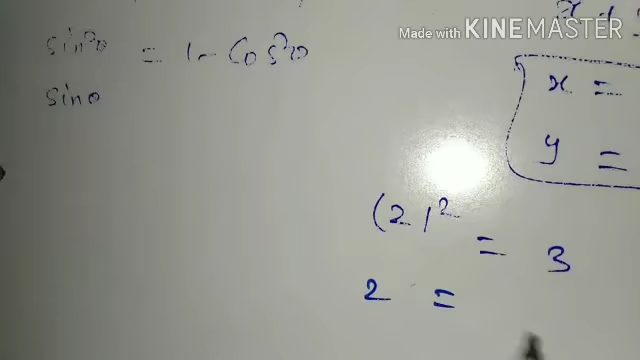 Made with KINEMASTER
sin²θ = 1 - Cos²θ
sinθ
x =
y =
(2)² = 3
2 =